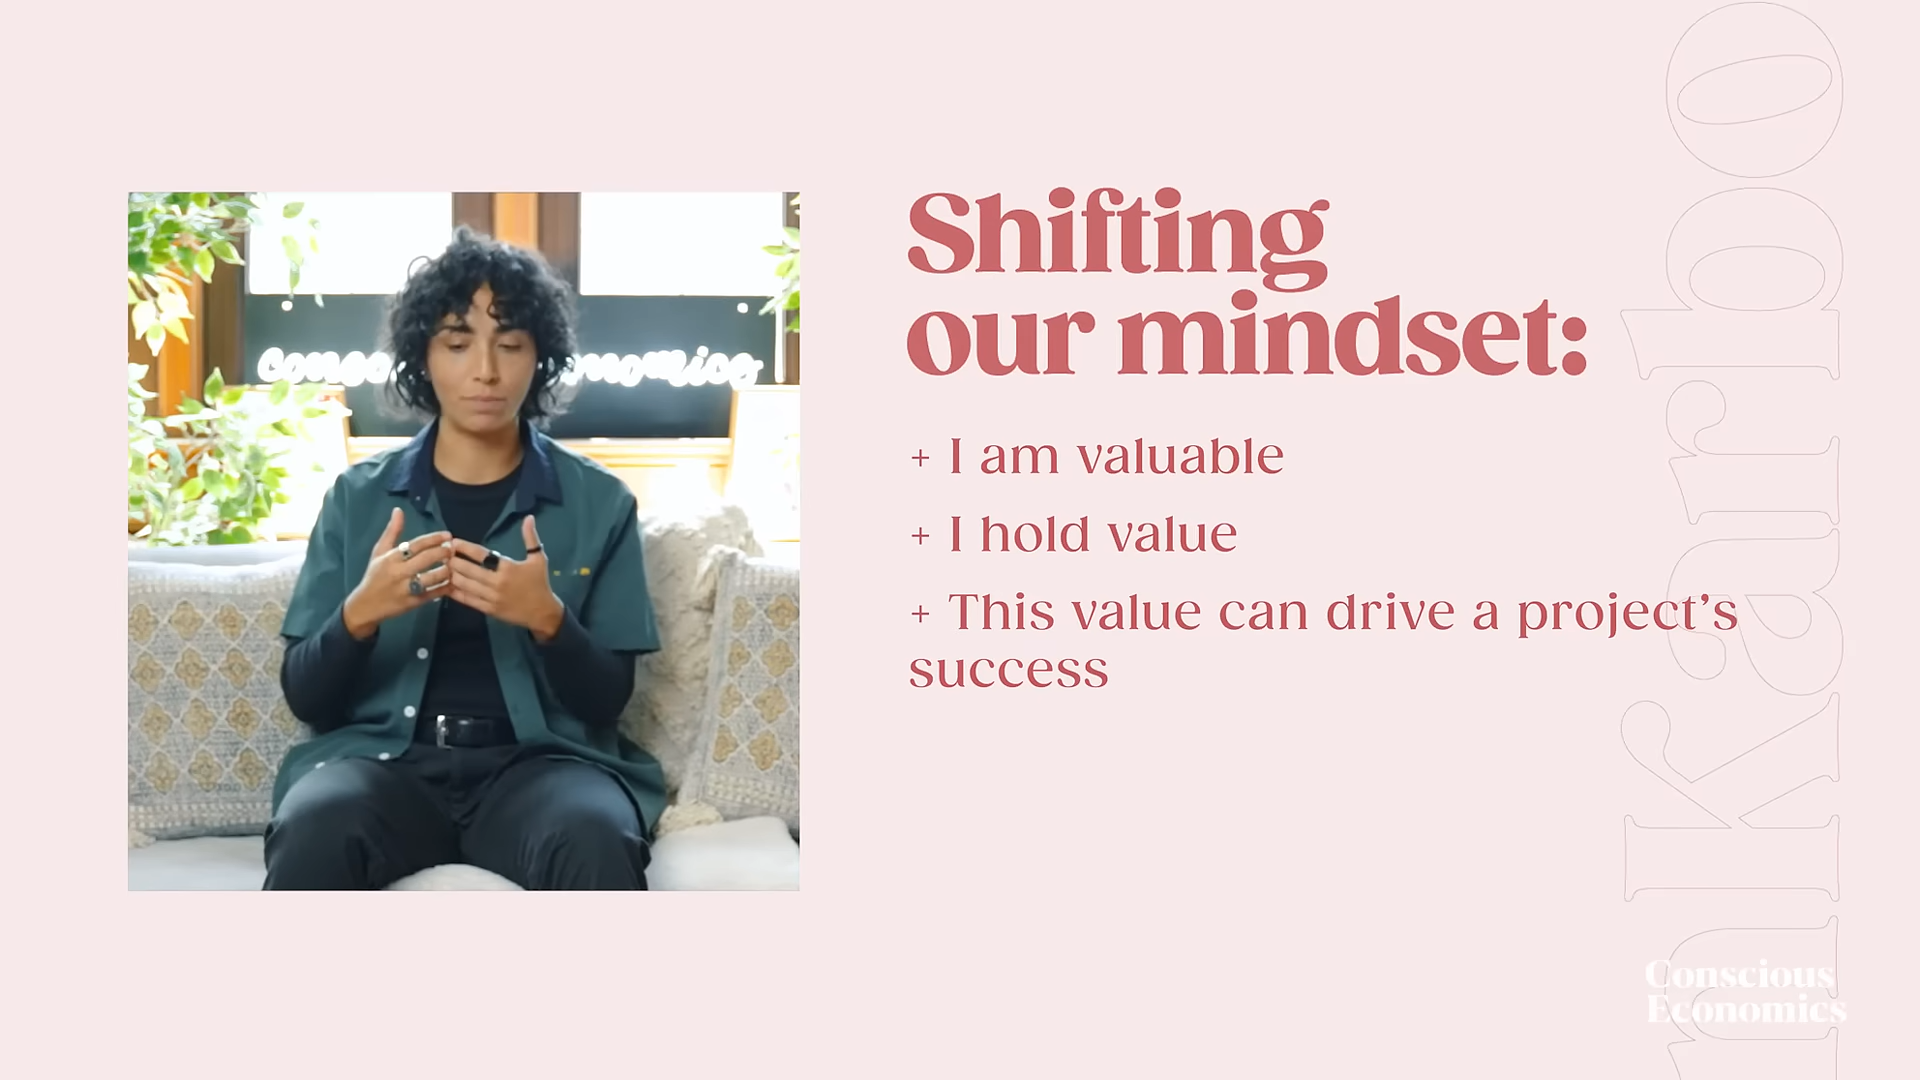 Shifting
our mindset:
+ I am valuable
+ I hold value
+ This value can drive a project’s
success
Conscious
Economics